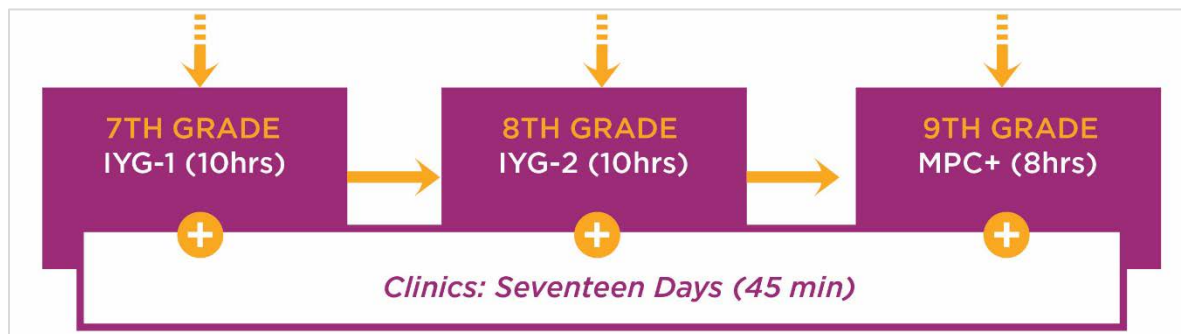 7TH GRADE
IYG-1 (10hrs)
8TH GRADE
IYG-2 (10hrs)
9TH GRADE
MPC+ (8hrs)
Clinics: Seventeen Days (45 min)